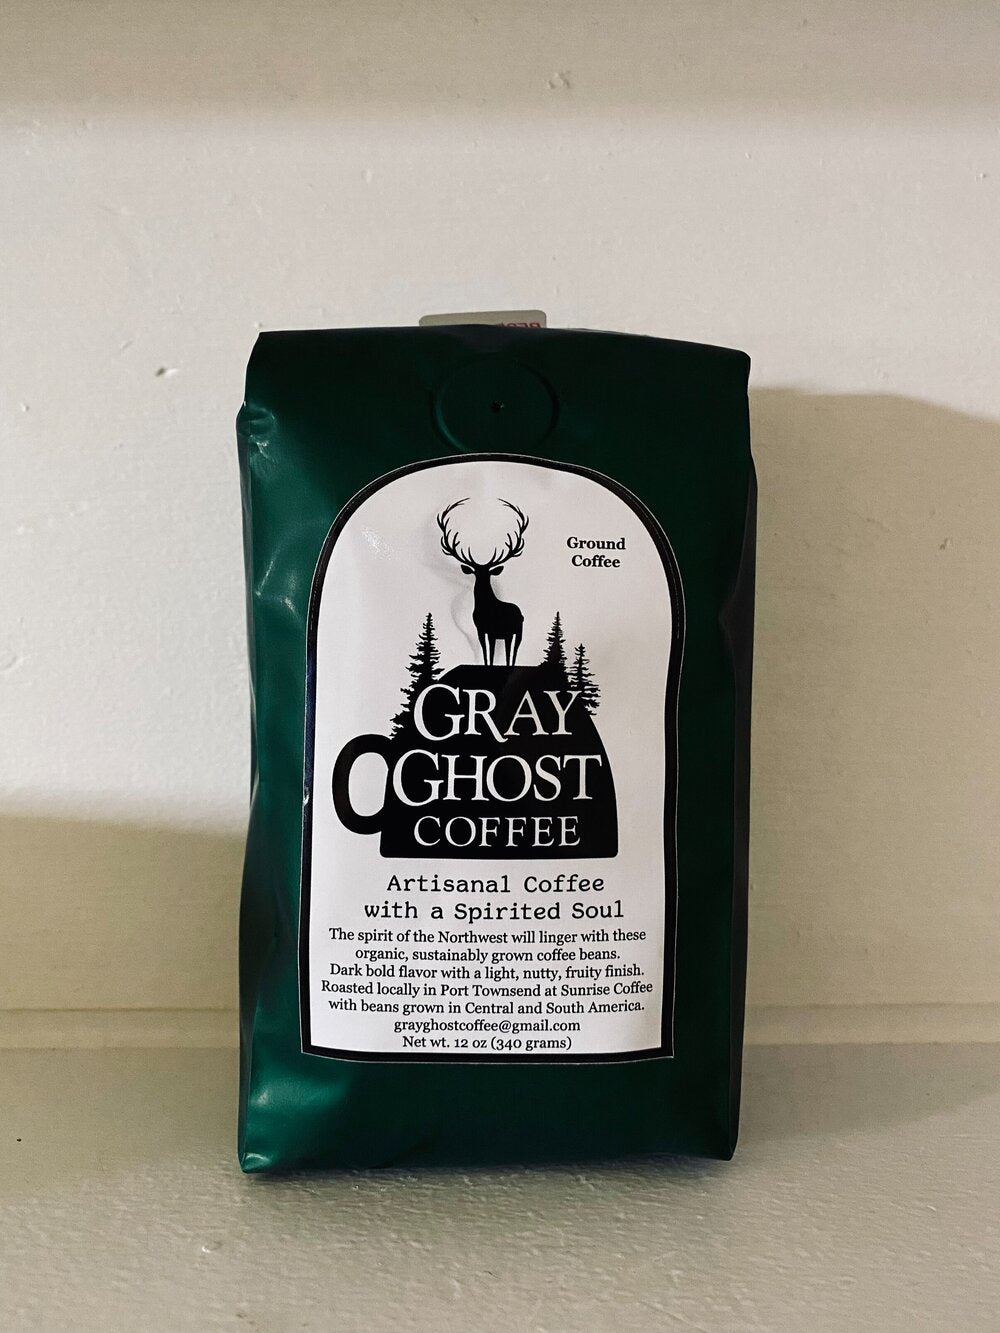 Ground
Coffee
GRAY
GHOST
COFFEE
Artisanal Coffee
with a Spirited Soul
The spirit of the Northwest will linger with these
organic, sustainably grown coffee beans.
Dark bold flavor with a light, nutty, fruity finish.
Roasted locally in Port Townsend at Sunrise Coffee
with beans grown in Central and South America.
grayghostcoffee@gmail.com
Net wt. 12 oz (340 grams)